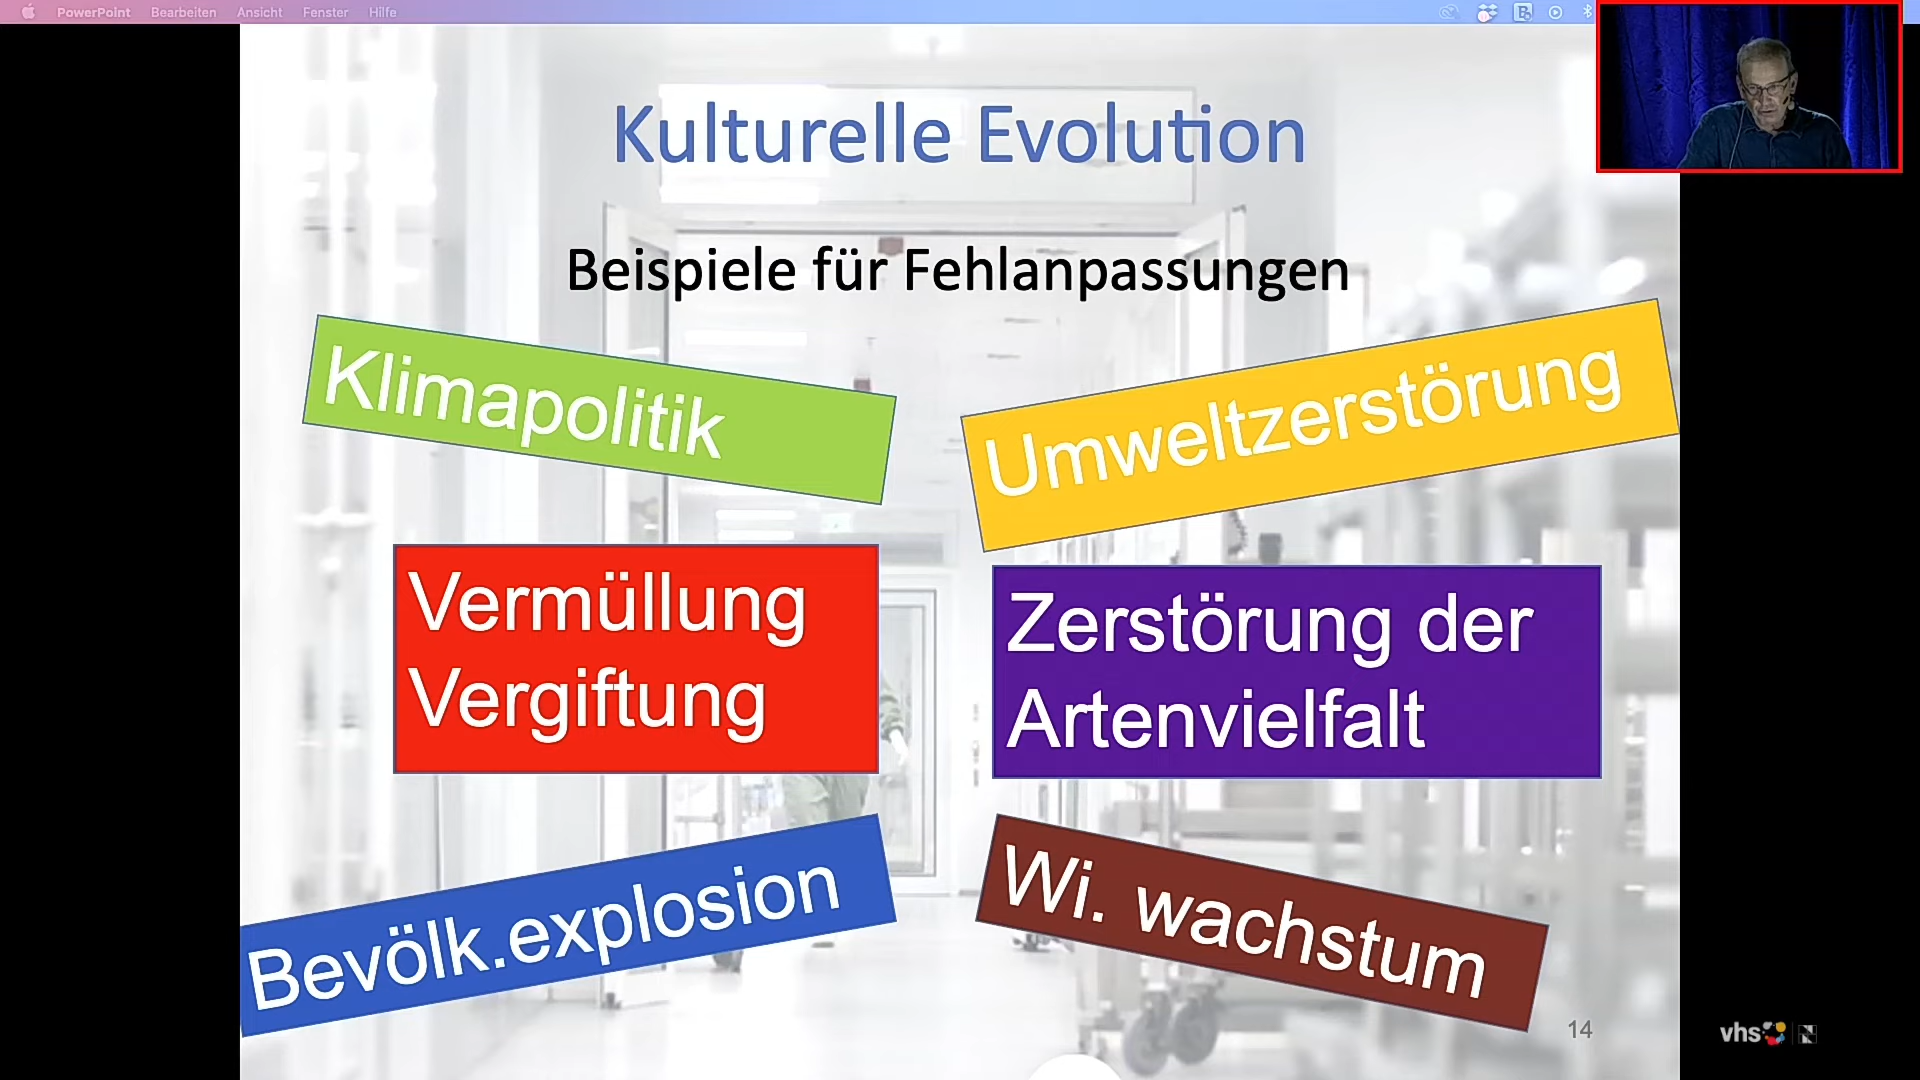 PowerPoint Bearbeiten Ansicht Fenster Hilfe
Kulturelle Evolution
Beispiele für Fehlanpassungen
Klimapolitik
Umweltzerstörung
Vermüllung
Vergiftung
Zerstörung der
Artenvielfalt
Bevölk.explosion
Wi. wachstum
14
vhs